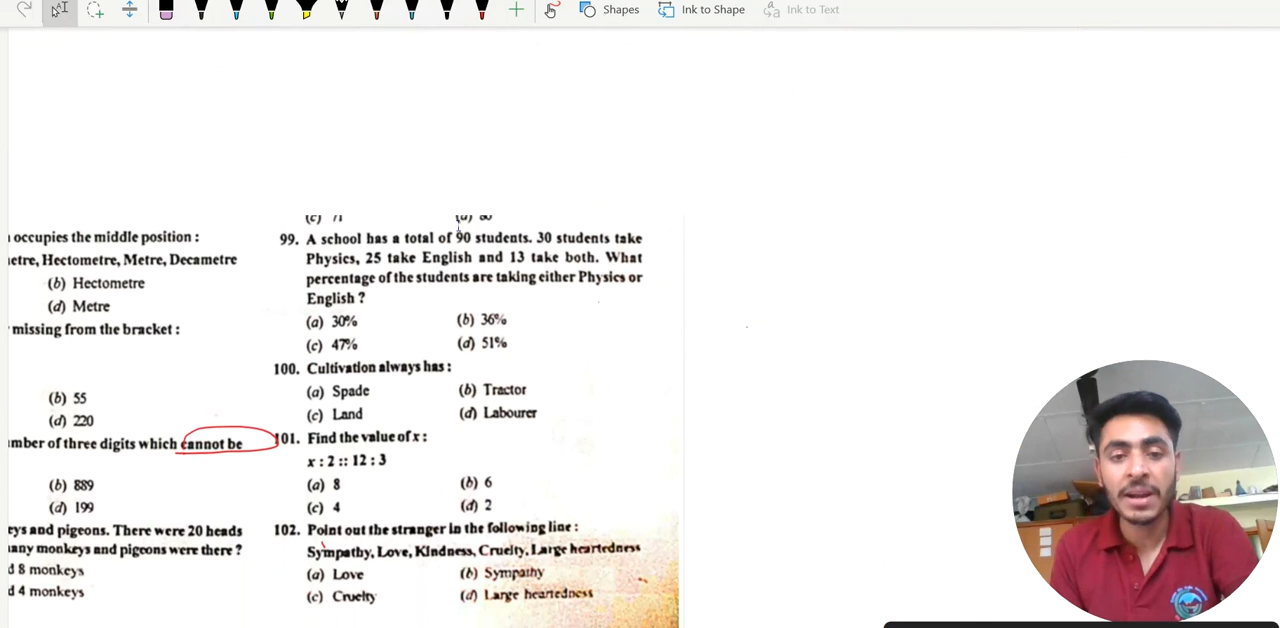 Shapes
Ink to Shape
Ink to Text
occupies the middle position :
etre, Hectometre, Metre, Decametre
(b) Hectometre
(d) Metre
missing from the bracket :
(b) 55
(d) 220
mber of three digits which cannot be
(b) 889
(d) 199
eys and pigeons. There were 20 heads
any monkeys and pigeons were there ?
d 8 monkeys
d 4 monkeys
(c) 71
(d) 80
99. A school has a total of 90 students. 30 students take
Physics, 25 take English and 13 take both. What
percentage of the students are taking either Physics or
English ?
(a) 30%
(b) 36%
(c) 47%
(d) 51%
100. Cultivation always has :
(a) Spade
(b) Tractor
(c) Land
(d) Labourer
101. Find the value of x :
x : 2 :: 12 : 3
(a) 8
(b) 6
(c) 4
(d) 2
102. Point out the stranger in the following line :
Sympathy, Love, Kindness, Cruelty, Large heartedness
(a) Love
(b) Sympathy
(c) Cruelty
(d) Large heartedness